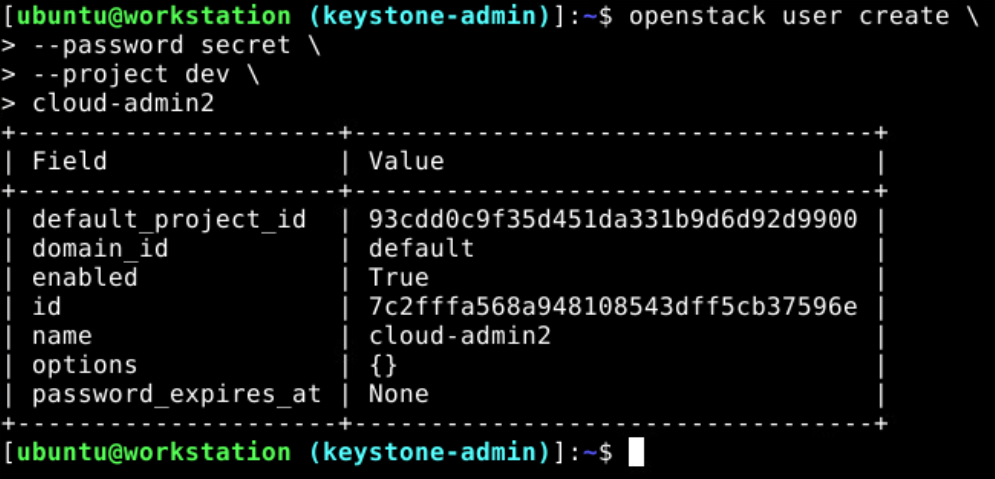 [ubuntu@workstation (keystone-admin)]:~$ openstack user create \
> --password secret \
> --project dev \
> cloud-admin2
+---------------------+----------------------------------+
| Field               | Value                            |
+---------------------+----------------------------------+
| default_project_id  | 93cdd0c9f35d451da331b9d6d92d9900 |
| domain_id           | default                          |
| enabled             | True                             |
| id                  | 7c2fffa568a948108543dff5cb37596e |
| name                | cloud-admin2                     |
| options             | {}                               |
| password_expires_at | None                             |
+---------------------+----------------------------------+
[ubuntu@workstation (keystone-admin)]:~$